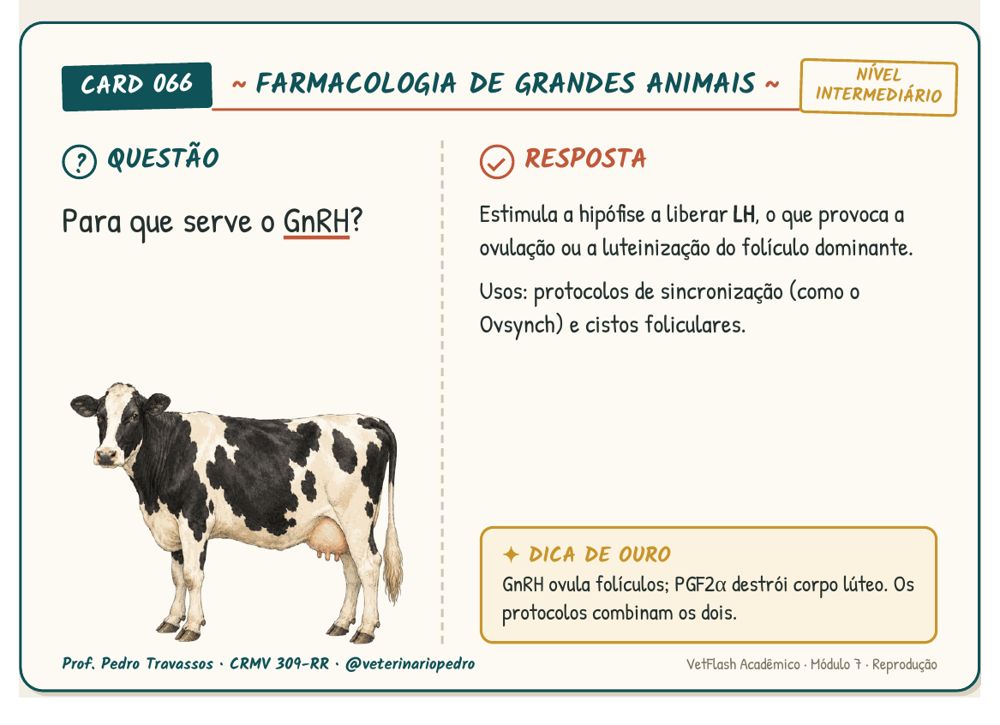 CARD 066
~ FARMACOLOGIA DE GRANDES ANIMAIS ~
NÍVEL
INTERMEDIÁRIO
? QUESTÃO
Para que serve o GnRH?
RESPOSTA
Estimula a hipófise a liberar LH, o que provoca a
ovulação ou a luteinização do folículo dominante.
Usos: protocolos de sincronização (como o
Ovsynch) e cistos foliculares.
✦ DICA DE OURO
GnRH ovula folículos; PGF2α destrói corpo lúteo. Os
protocolos combinam os dois.
Prof. Pedro Travassos · CRMV 309-RR · @veterinariopedro
VetFlash Acadêmico · Módulo 7 · Reprodução